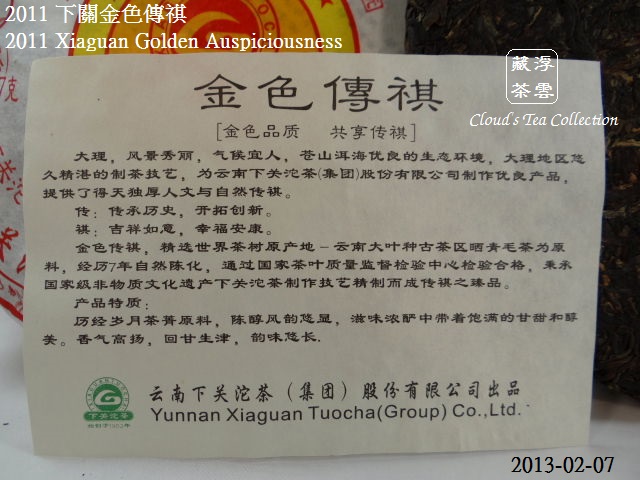 2011 下關金色傳祺
2011 Xiaguan Golden Auspiciousness
藏浮
茶雲
Cloud's Tea Collection
金色傳祺
[金色品质 共享传祺]
大理，风景秀丽，气候宜人，苍山洱海优良的生态环境，大理地区悠
久精湛的制茶技艺，为云南下关沱茶(集团)股份有限公司制作优良产品，
提供了得天独厚人文与自然传祺。
传：传承历史，开拓创新。
祺：吉祥如意，幸福安康。
金色传祺，精选世界茶村原产地－云南大叶种古茶区晒青毛茶为原
料，经历7年自然陈化，通过国家茶叶质量监督检验中心检验合格，秉承
国家级非物质文化遗产下关沱茶制作技艺精制而成传祺之臻品。
产品特质：
历经岁月茶菁原料，陈醇风韵悠显，滋味浓酽中带着饱满的甘甜和醇
美。香气高扬，回甘生津，韵味悠长.
下关沱茶
始创于1902年
云南下关沱茶（集团）股份有限公司出品
Yunnan Xiaguan Tuocha(Group) Co.,Ltd.
2013-02-07